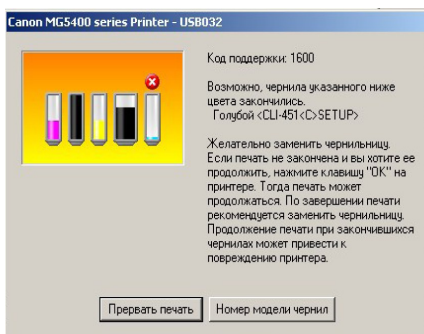 Canon MG5400 series Printer - USB032
Код поддержки: 1600
Возможно, чернила указанного ниже
цвета закончились.
Голубой <CLI-451<C>SETUP>
Желательно заменить чернильницу.
Если печать не закончена и вы хотите ее
продолжить, нажмите клавишу "OK" на
принтере. Тогда печать может
продолжаться. По завершении печати
рекомендуется заменить чернильницу.
Продолжение печати при закончившихся
чернилах может привести к
повреждению принтера.
Прервать печать
Номер модели чернил